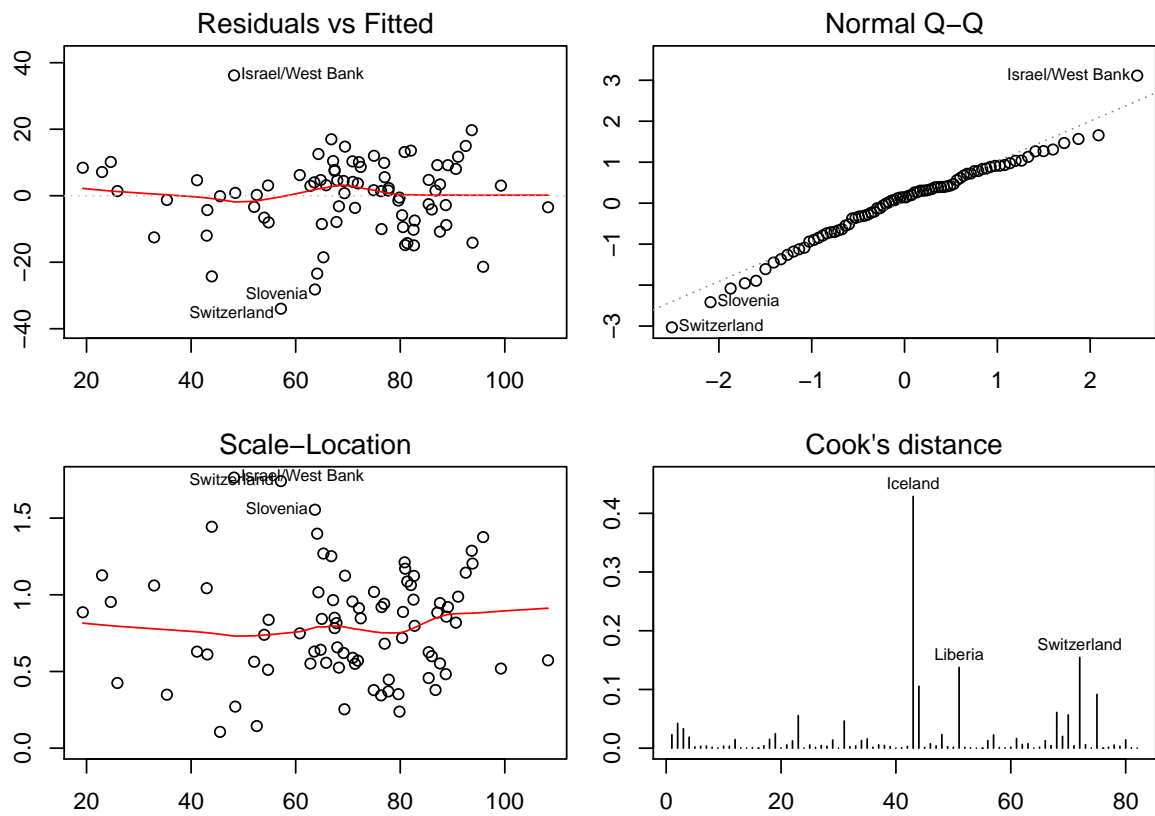 Residuals vs Fitted
40
20
0
−20
−40
Israel/West Bank
Slovenia
Switzerland
20 40 60 80 100
Normal Q−Q
3
2
1
0
−1
−3
Israel/West Bank
Slovenia
Switzerland
−2 −1 0 1 2
Scale−Location
1.5
1.0
0.5
0.0
Israel/West Bank
Switzerland
Slovenia
20 40 60 80 100
Cook's distance
0.4
0.3
0.2
0.1
0.0
Iceland
Liberia
Switzerland
0 20 40 60 80